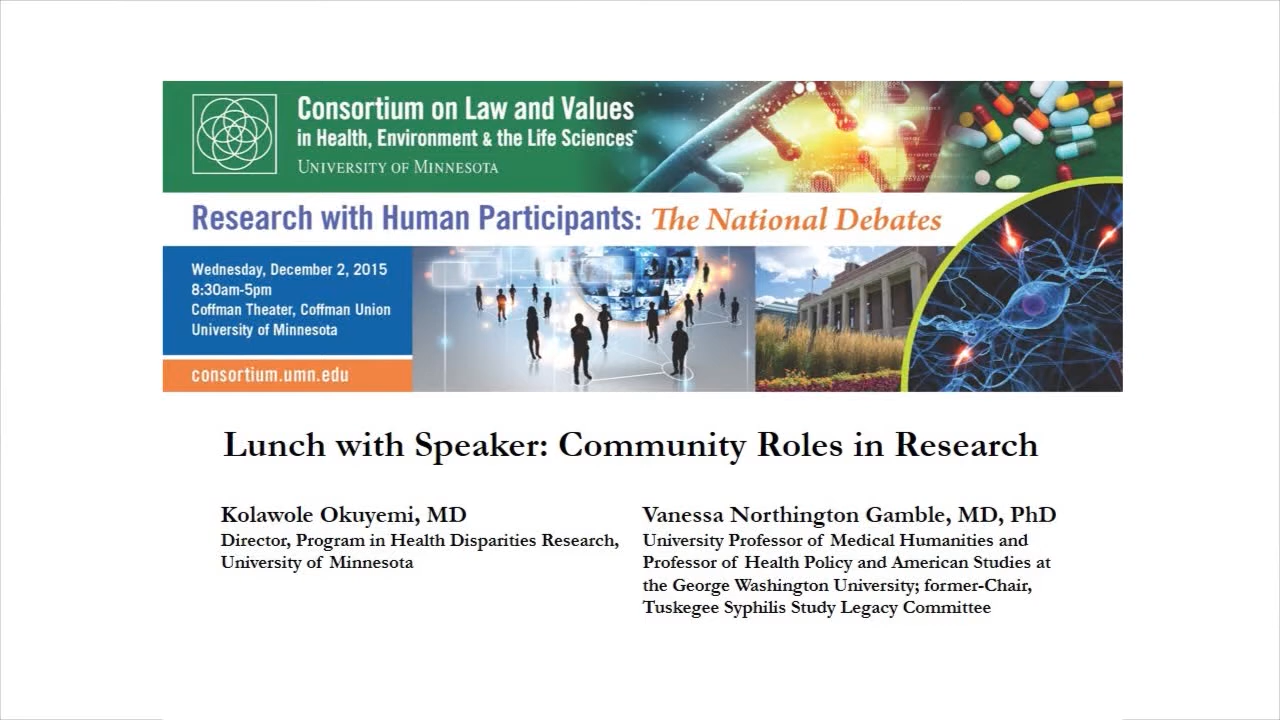 Consortium on Law and Values
in Health, Environment & the Life Sciences™
UNIVERSITY OF MINNESOTA
Research with Human Participants: The National Debates
Wednesday, December 2, 2015
8:30am-5pm
Coffman Theater, Coffman Union
University of Minnesota
consortium.umn.edu
Lunch with Speaker: Community Roles in Research
Kolawole Okuyemi, MD
Director, Program in Health Disparities Research,
University of Minnesota
Vanessa Northington Gamble, MD, PhD
University Professor of Medical Humanities and
Professor of Health Policy and American Studies at
the George Washington University; former-Chair,
Tuskegee Syphilis Study Legacy Committee